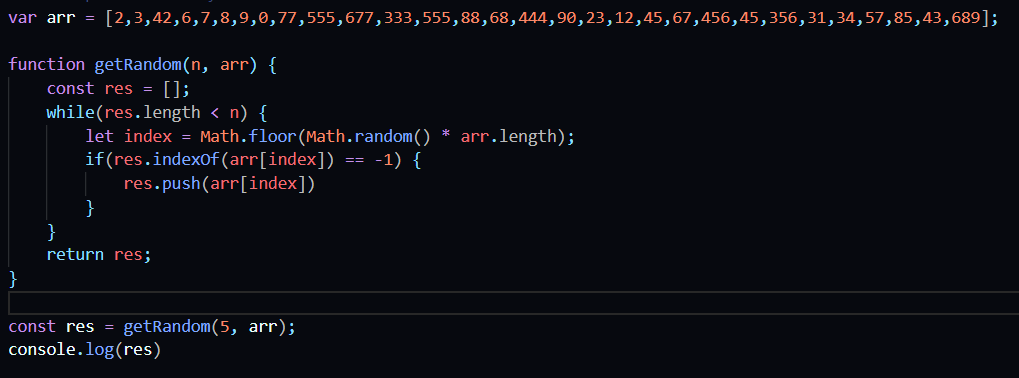 var arr = [2,3,42,6,7,8,9,0,77,555,677,333,555,88,68,444,90,23,12,45,67,456,45,356,31,34,57,85,43,689];
function getRandom(n, arr) {
const res = [];
while(res.length < n) {
let index = Math.floor(Math.random() * arr.length);
if(res.indexOf(arr[index]) == -1) {
res.push(arr[index])
}
}
return res;
}
const res = getRandom(5, arr);
console.log(res)